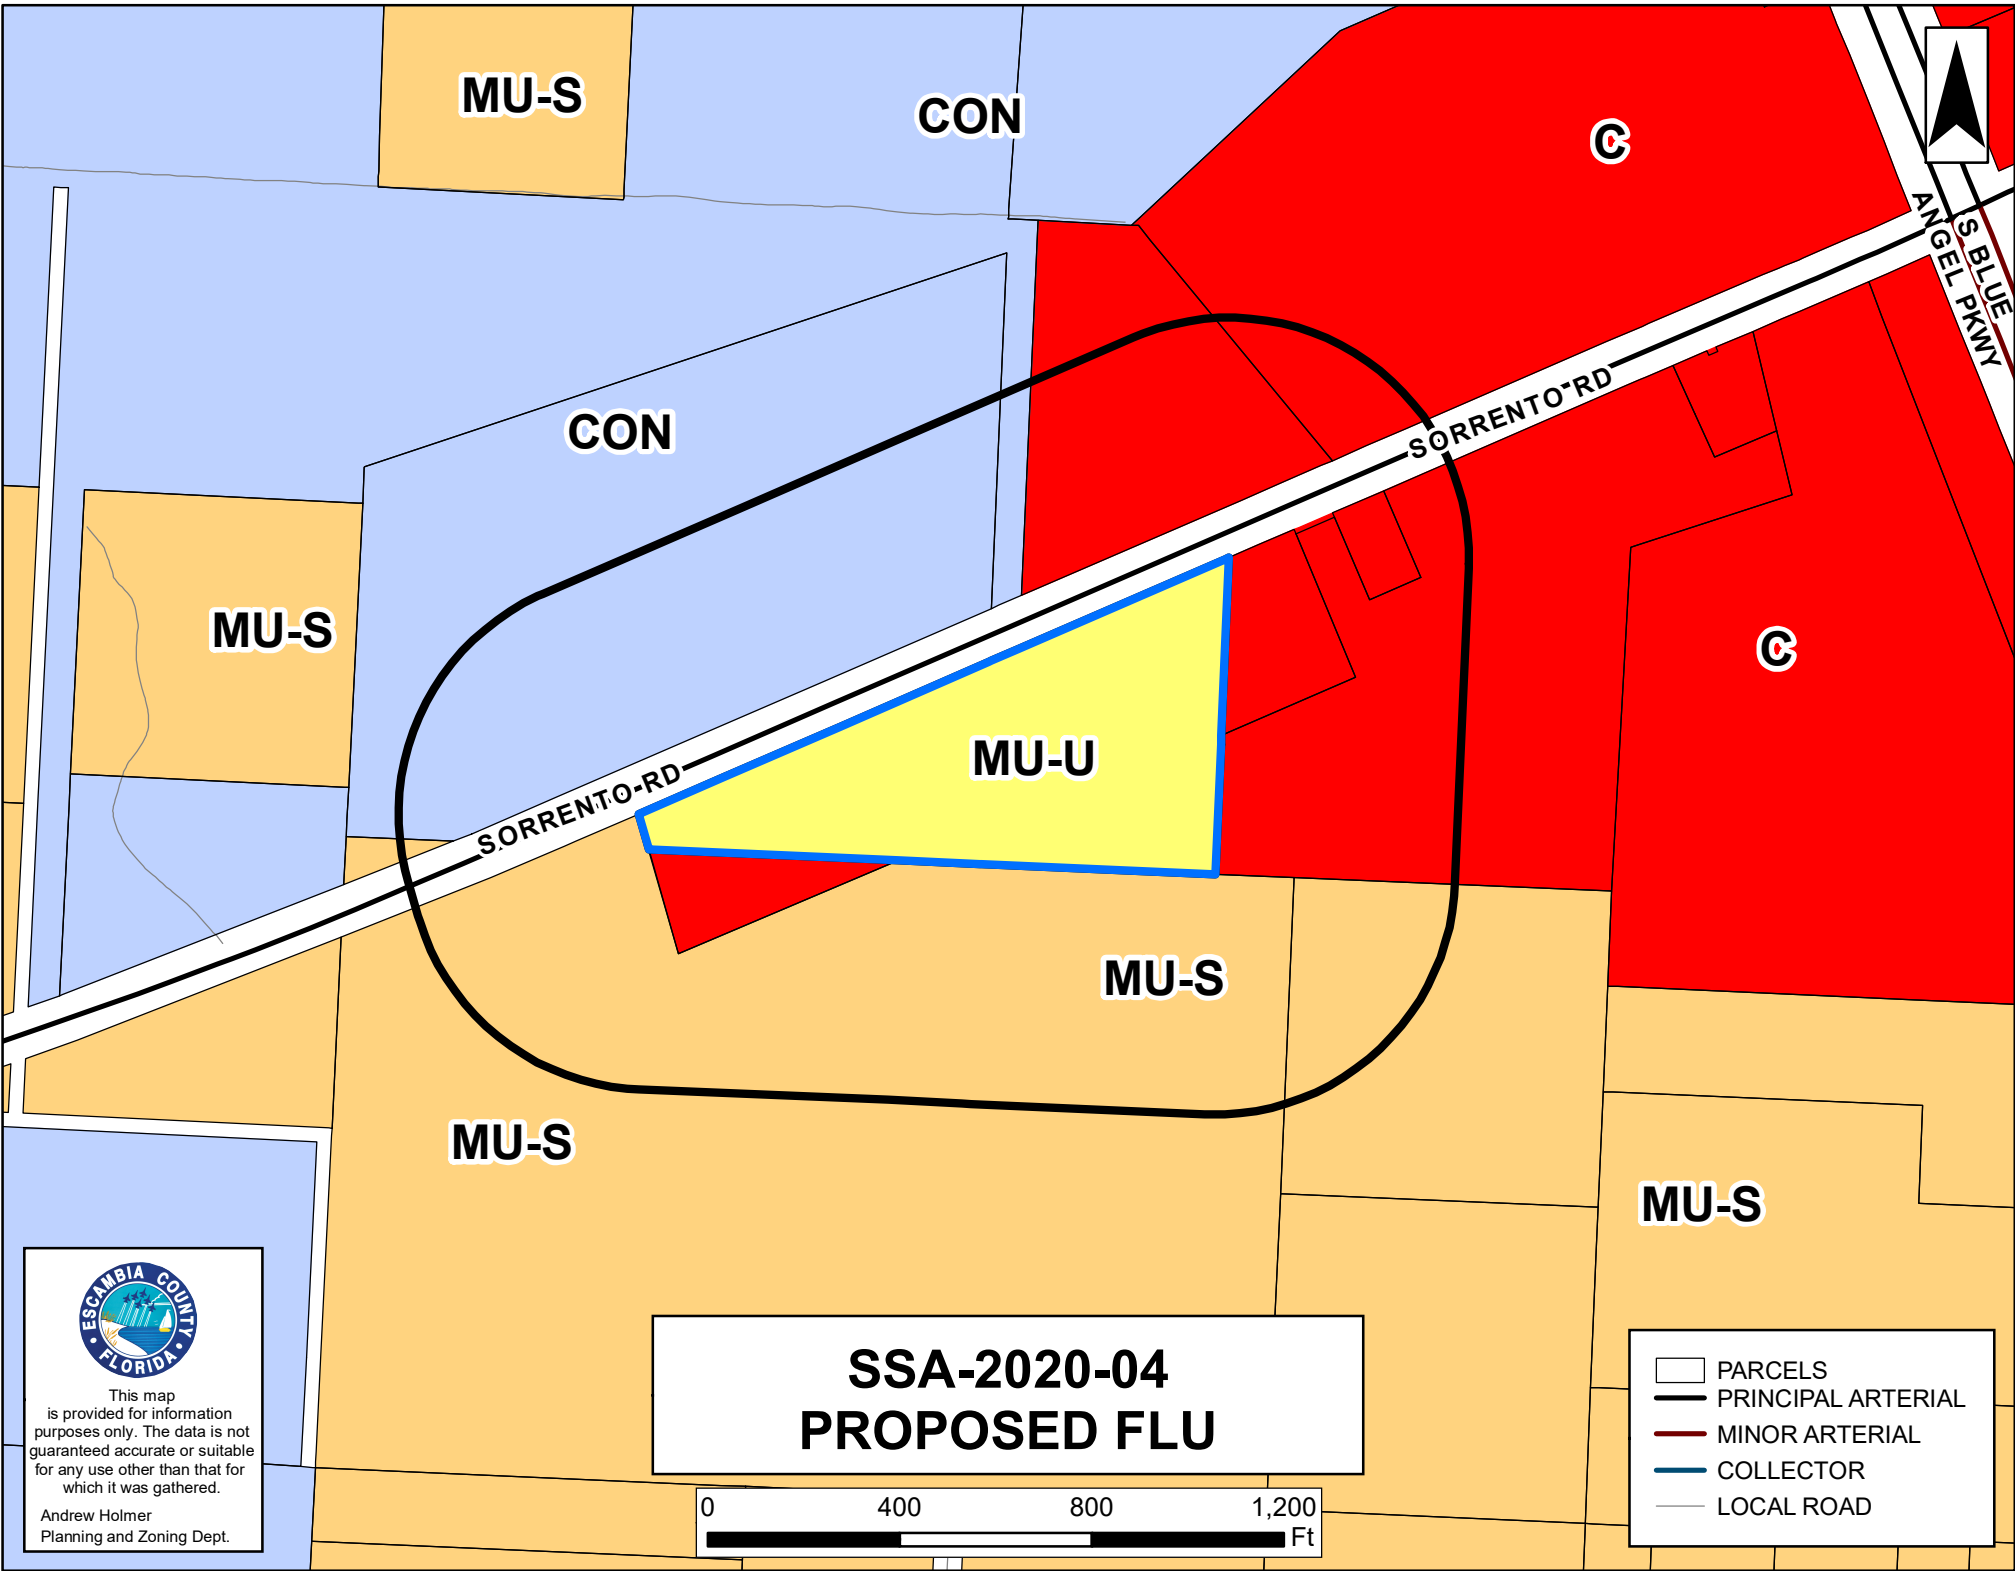 MU-S
CON
C
ANGEL PKWY
S BLUE
SORRENTO RD
CON
MU-S
C
MU-U
SORRENTO RD
MU-S
MU-S
MU-S
ESCAMBIA COUNTY
FLORIDA
This map
is provided for information
purposes only. The data is not
guaranteed accurate or suitable
for any use other than that for
which it was gathered.
Andrew Holmer
Planning and Zoning Dept.
SSA-2020-04
PROPOSED FLU
0 400 800 1,200
Ft
PARCELS
PRINCIPAL ARTERIAL
MINOR ARTERIAL
COLLECTOR
LOCAL ROAD